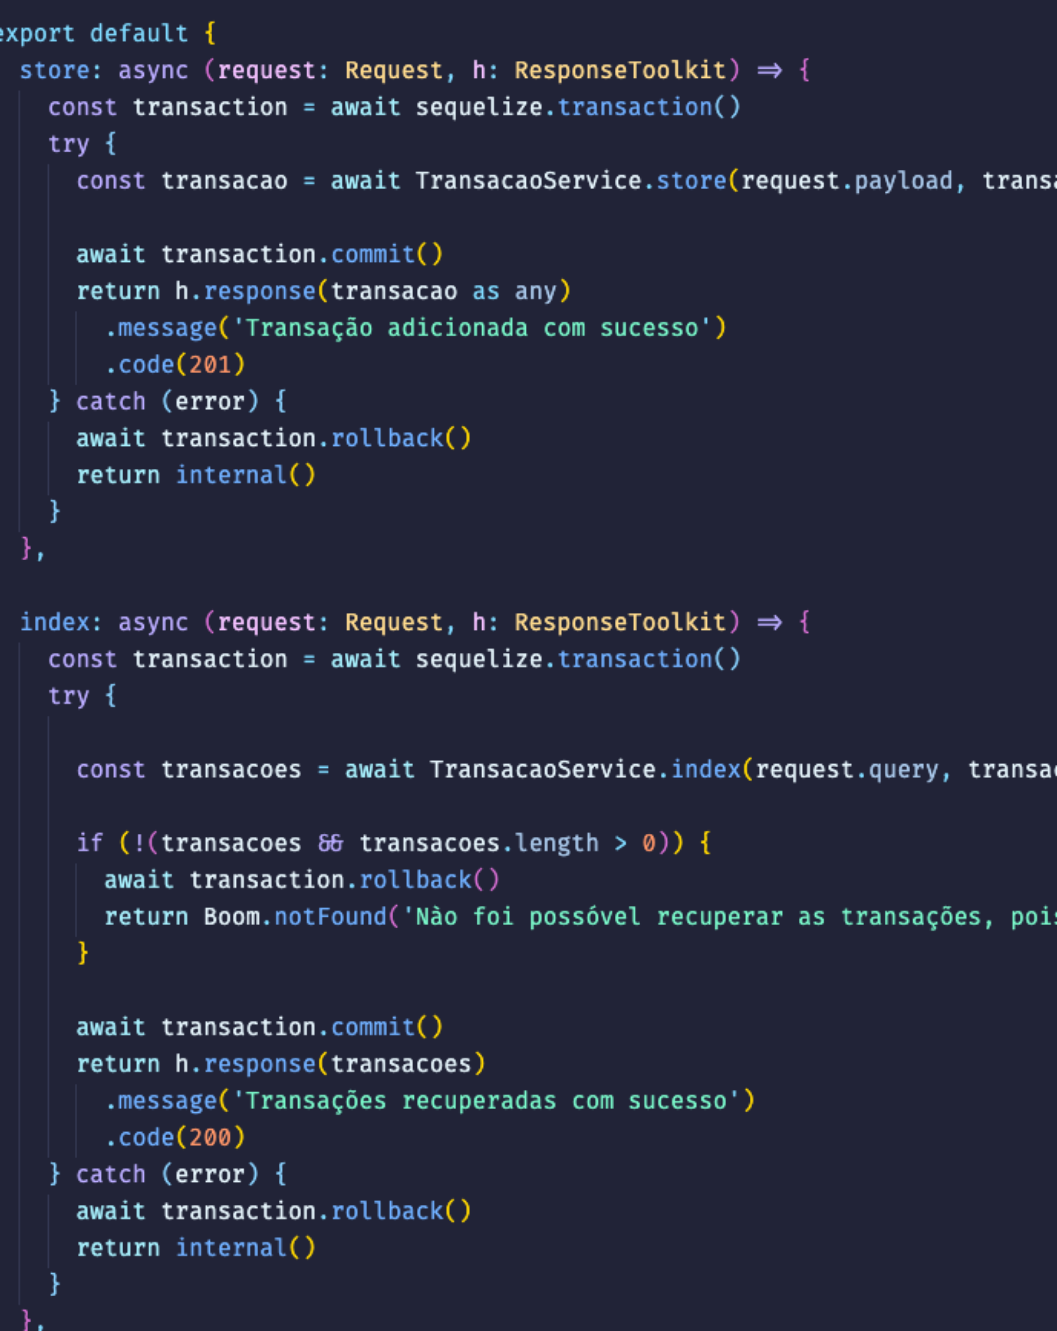 export default {
store: async (request: Request, h: ResponseToolkit) => {
const transaction = await sequelize.transaction()
try {
const transacao = await TransacaoService.store(request.payload,
await transaction.commit()
return h.response(transacao as any)
.message('Transação adicionada com sucesso')
.code(201)
} catch (error) {
await transaction.rollback()
return internal()
}
},
index: async (request: Request, h: ResponseToolkit) => {
const transaction = await sequelize.transaction()
try {
const transacoes = await TransacaoService.index(request.query,
if (!(transacoes && transacoes.length > 0)) {
await transaction.rollback()
return Boom.notFound('Nào foi possóvel recuperar as transações, pois
}
await transaction.commit()
return h.response(transacoes)
.message('Transações recuperadas com sucesso')
.code(200)
} catch (error) {
await transaction.rollback()
return internal()
}
},